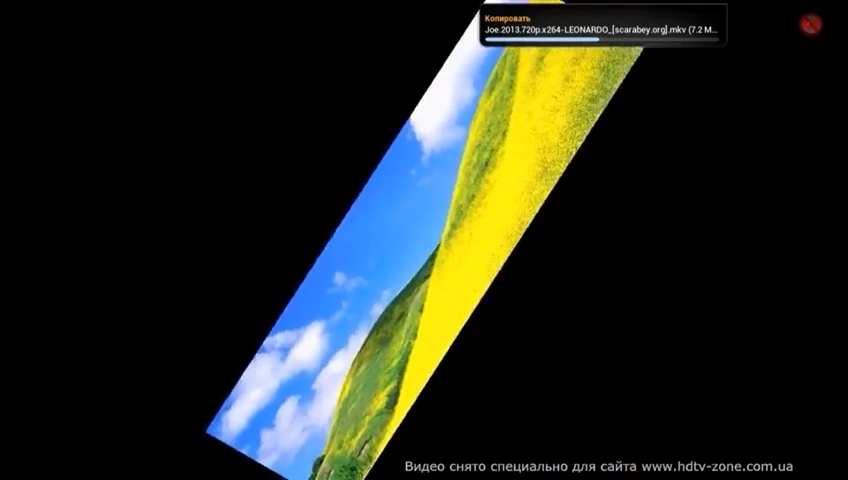 Копировать
Joe.2013.720p.x264-LEONARDO_[scarabey.org].mkv (7.2 M...
Видео снято специально для сайта www.hdtv-zone.com.ua